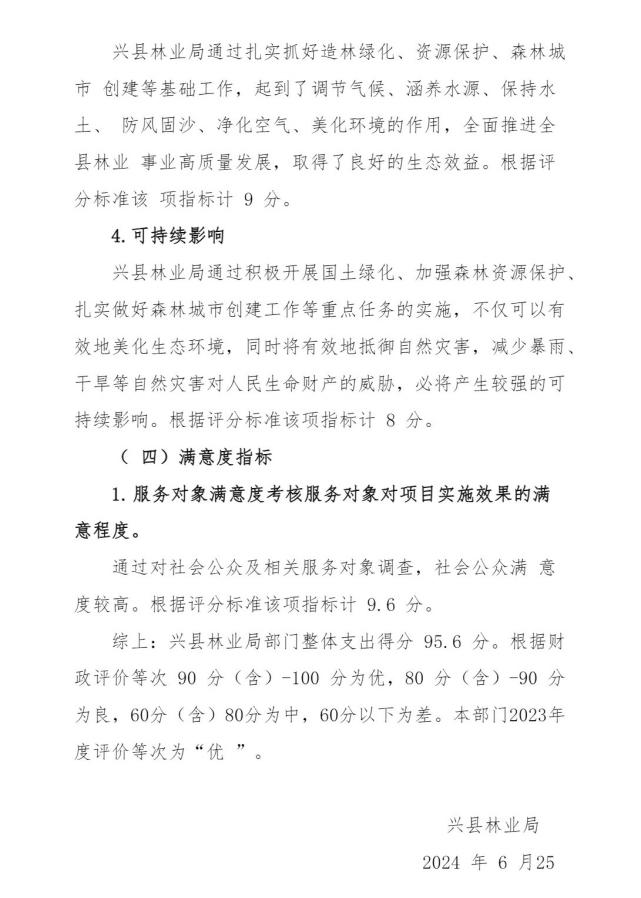 兴县林业局通过扎实抓好造林绿化、资源保护、森林城
市 创建等基础工作，起到了调节气候、涵养水源、保持水
土、 防风固沙、净化空气、美化环境的作用，全面推进全
县林业 事业高质量发展，取得了良好的生态效益。根据评
分标准该 项指标计 9 分。
4.可持续影响
兴县林业局通过积极开展国土绿化、加强森林资源保护、
扎实做好森林城市创建工作等重点任务的实施，不仅可以有
效地美化生态环境，同时将有效地抵御自然灾害，减少暴雨、
干旱等自然灾害对人民生命财产的威胁，必将产生较强的可
持续影响。根据评分标准该项指标计 8 分。
（ 四）满意度指标
1.服务对象满意度考核服务对象对项目实施效果的满
意程度。
通过对社会公众及相关服务对象调查，社会公众满 意
度较高。根据评分标准该项指标计 9.6 分。
综上：兴县林业局部门整体支出得分 95.6 分。根据财
政评价等次 90 分（含）-100 分为优，80 分（含）-90 分
为良，60分（含）80分为中，60分以下为差。本部门2023年
度评价等次为“优 ”。
兴县林业局
2024 年 6 月25